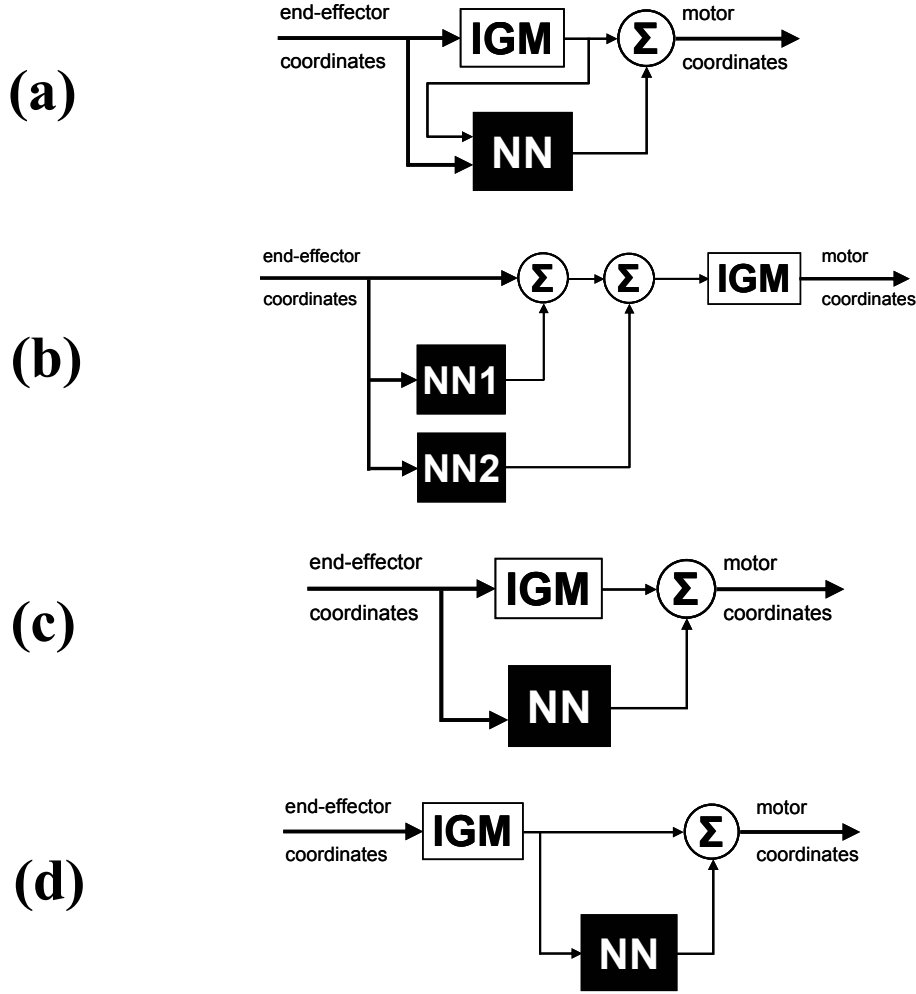 (a)
end-effector
coordinates
IGM
Σ
motor
coordinates
NN
(b)
end-effector
coordinates
Σ
Σ
IGM
motor
coordinates
NN1
NN2
(c)
end-effector
coordinates
IGM
Σ
motor
coordinates
NN
(d)
end-effector
coordinates
IGM
Σ
motor
coordinates
NN